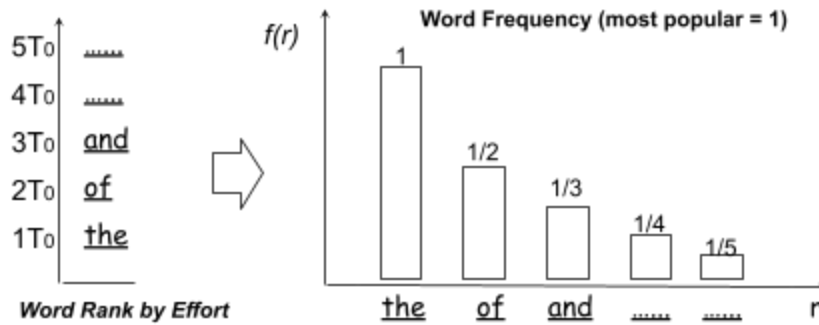 Word Frequency (most popular = 1)
f(r)
5T₀ ......
4T₀ ......
3T₀ and
2T₀ of
1T₀ the
Word Rank by Effort
1
1/2
1/3
1/4
1/5
the of and ...... ...... r